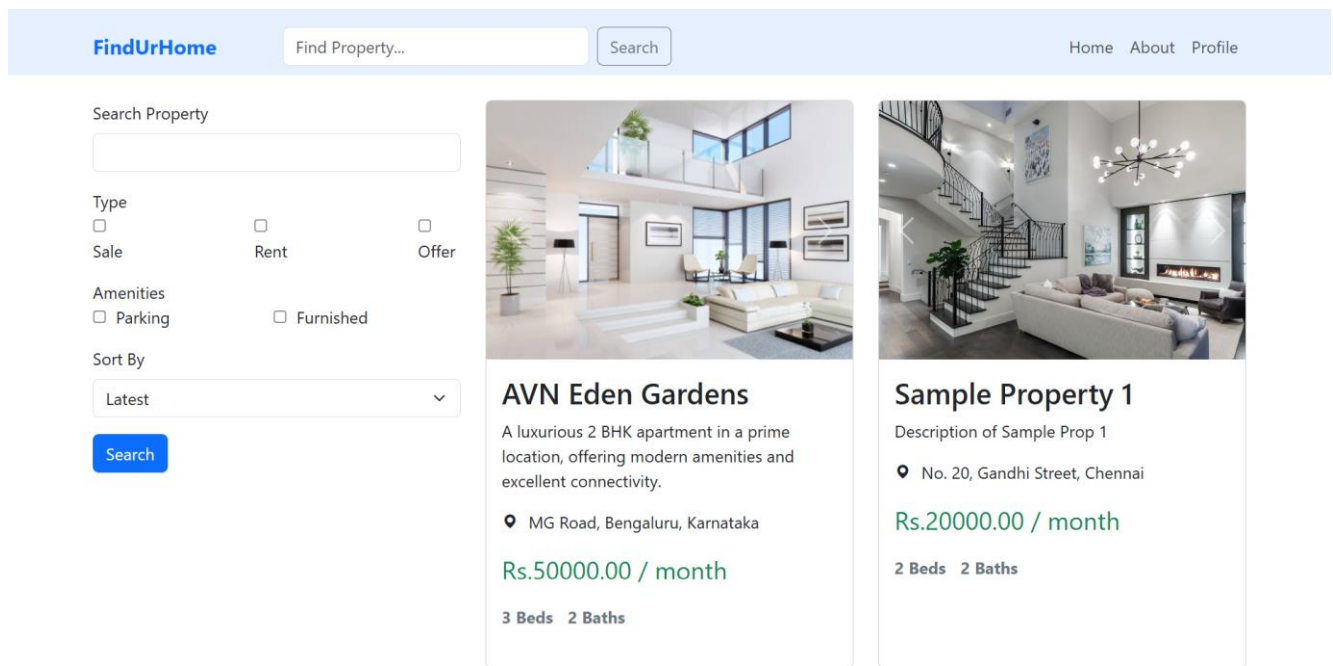 FindUrHome
Find Property...
Search
Home About Profile
Search Property
Type
Sale Rent Offer
Amenities
Parking Furnished
Sort By
Latest
Search
AVN Eden Gardens
A luxurious 2 BHK apartment in a prime
location, offering modern amenities and
excellent connectivity.
MG Road, Bengaluru, Karnataka
Rs.50000.00 / month
3 Beds 2 Baths
Sample Property 1
Description of Sample Prop 1
No. 20, Gandhi Street, Chennai
Rs.20000.00 / month
2 Beds 2 Baths